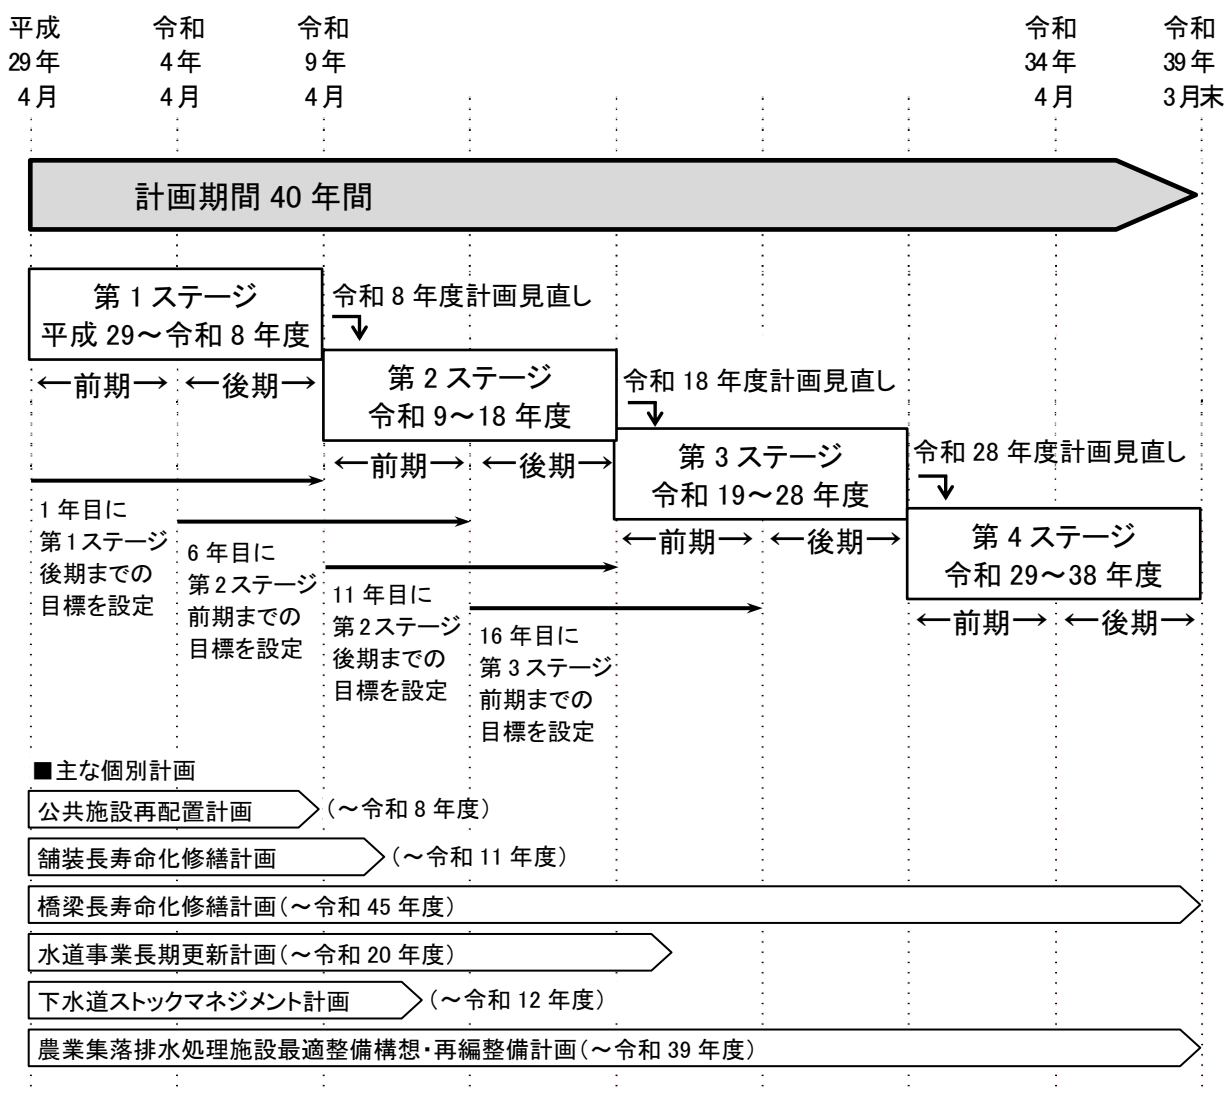 平成
29年
4月
令和
4年
4月
令和
9年
4月
令和
34年
4月
令和
39年
3月末
計画期間 40 年間
第 1 ステージ
平成 29～令和 8 年度
令和 8 年度計画見直し
←前期→
←後期→
第 2 ステージ
令和 9～18 年度
令和 18 年度計画見直し
←前期→
←後期→
第 3 ステージ
令和 19～28 年度
令和 28 年度計画見直し
←前期→
←後期→
第 4 ステージ
令和 29～38 年度
←前期→
←後期→
1 年目に
第1ステージ
後期までの
目標を設定
6 年目に
第2ステージ
前期までの
目標を設定
11 年目に
第2ステージ
後期までの
目標を設定
16 年目に
第 3 ステージ
前期までの
目標を設定
■主な個別計画
公共施設再配置計画
(～令和 8 年度)
舗装長寿命化修繕計画
(～令和 11 年度)
橋梁長寿命化修繕計画(～令和 45 年度)
水道事業長期更新計画(～令和 20 年度)
下水道ストックマネジメント計画
(～令和 12 年度)
農業集落排水処理施設最適整備構想・再編整備計画(～令和 39 年度)